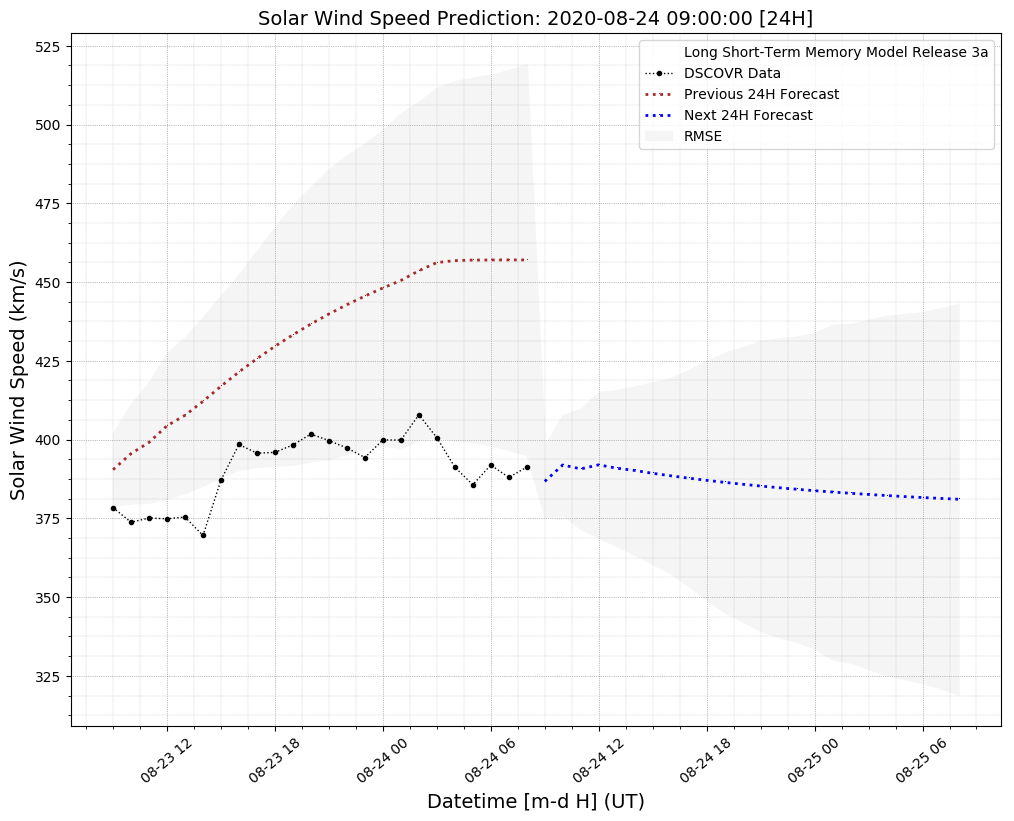 Solar Wind Speed Prediction: 2020-08-24 09:00:00 [24H]
Long Short-Term Memory Model Release 3a
DSCOVR Data
Previous 24H Forecast
Next 24H Forecast
RMSE
Solar Wind Speed (km/s)
525
500
475
450
425
400
375
350
325
08-23 12
08-23 18
08-24 00
08-24 06
08-24 12
08-24 18
08-25 00
08-25 06
Datetime [m-d H] (UT)